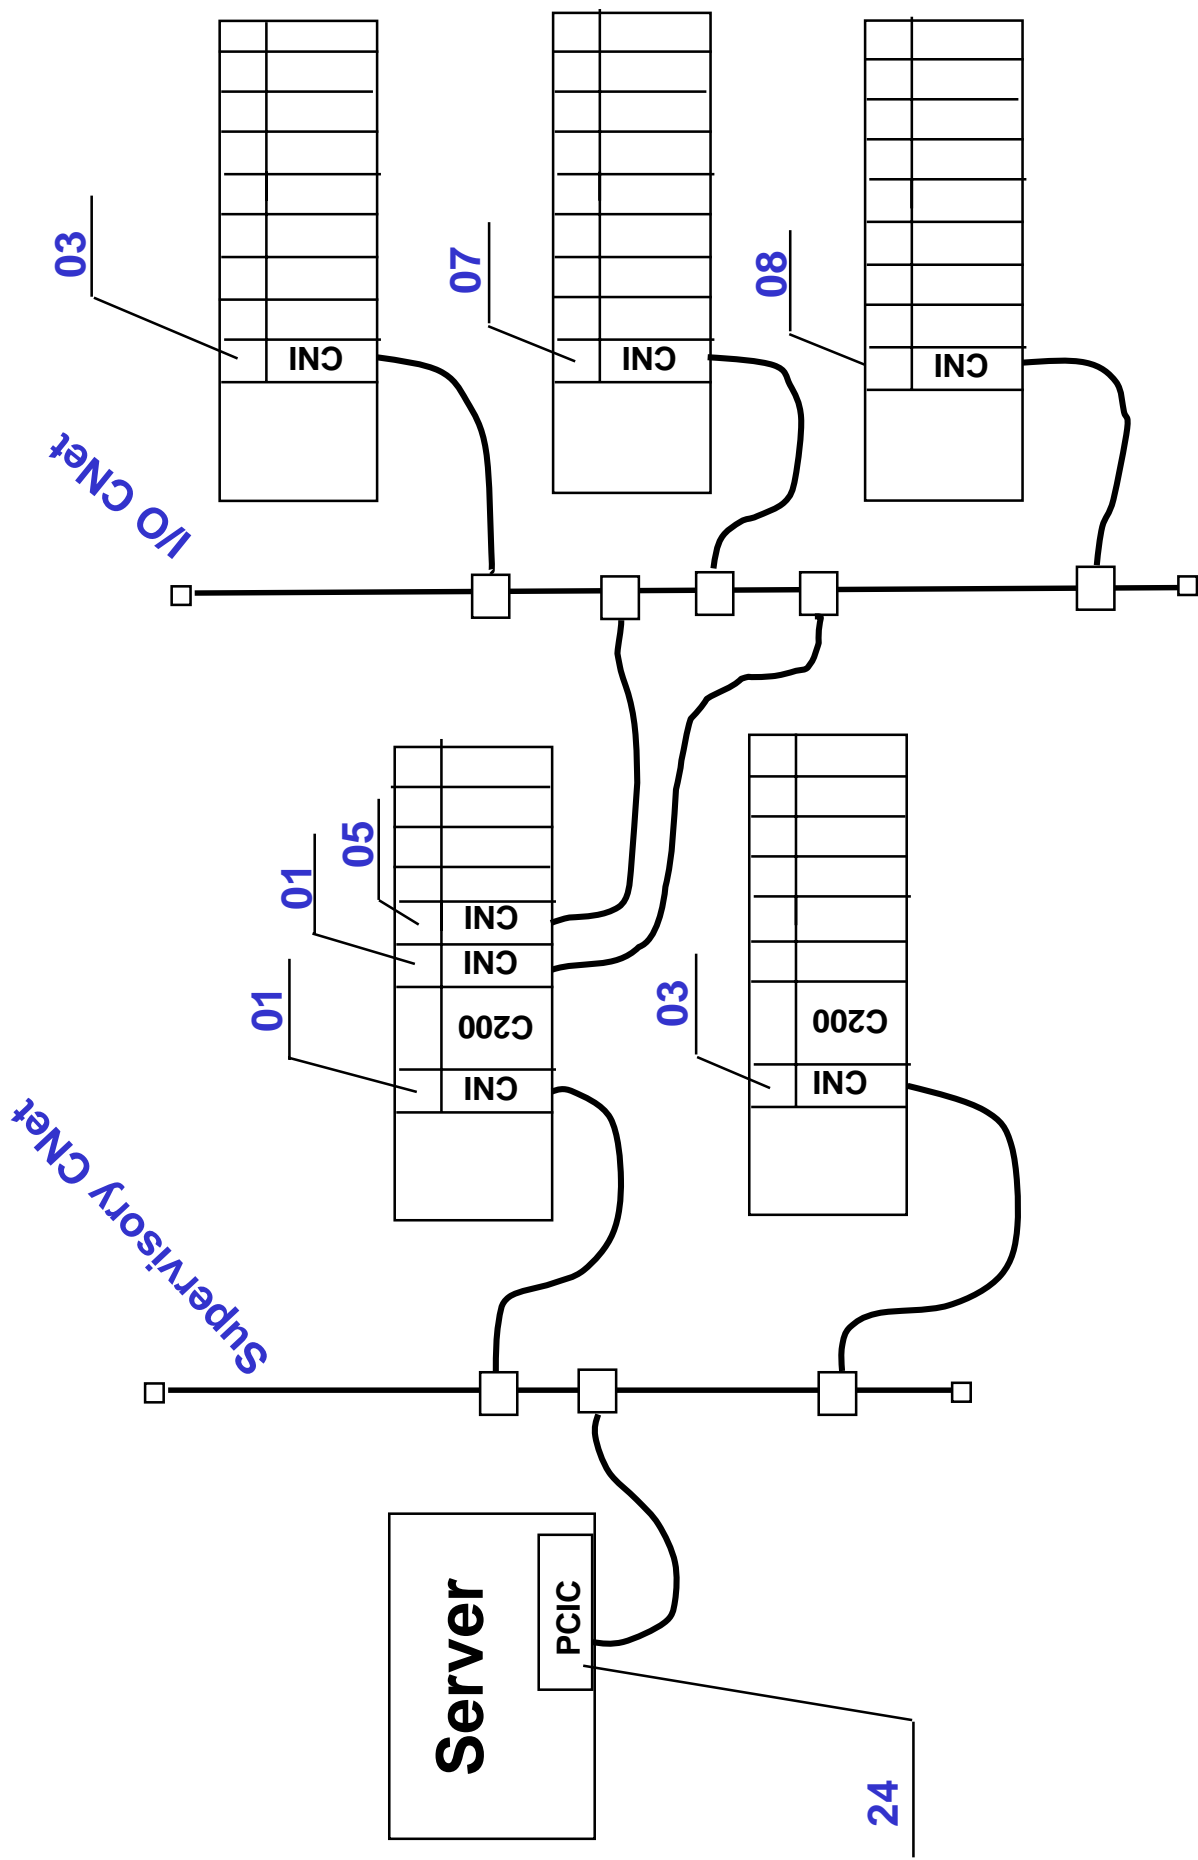 03
07
08
CNI
CNI
CNI
I/O CNet
05
01
01
CNI
CNI
C200
CNI
03
C200
CNI
Supervisory CNet
Server
PCIC
24